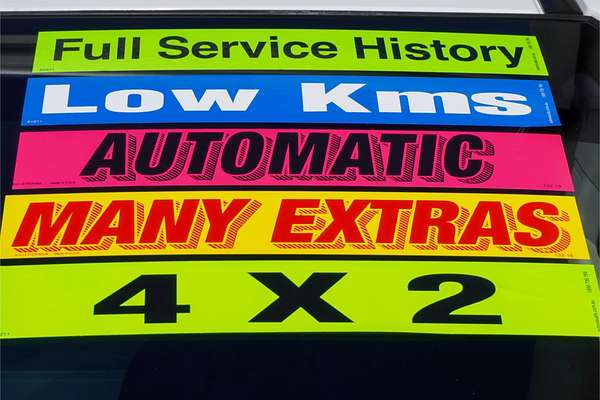 Full Service History
Low Kms
AUTOMATIC
MANY EXTRAS
4 X 2